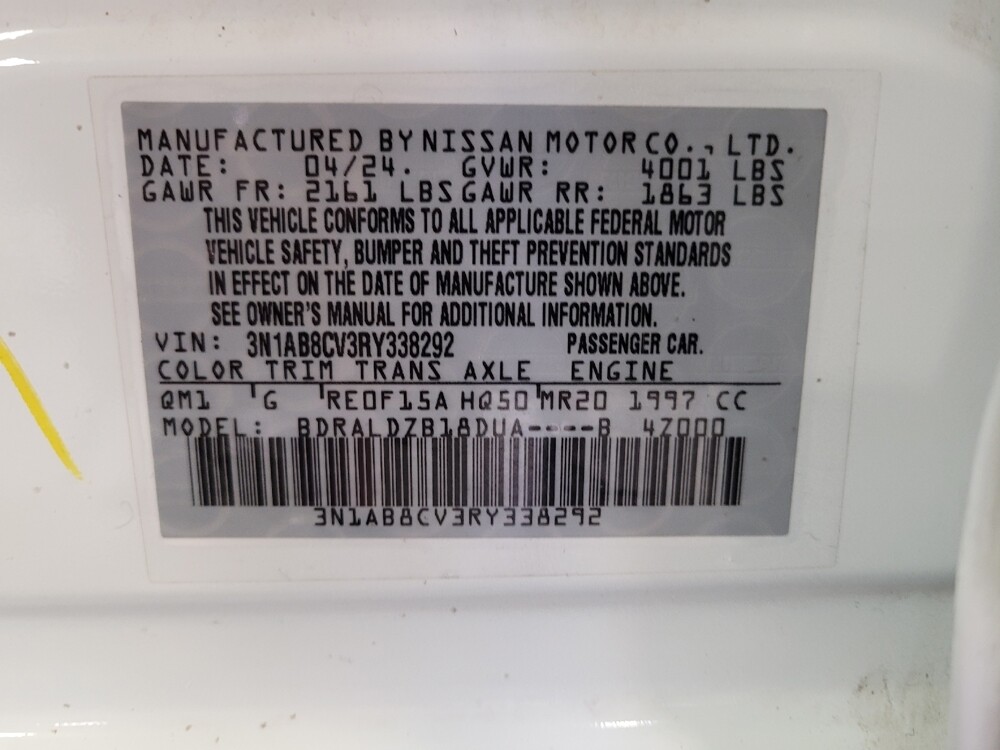 MANUFACTURED BY NISSAN MOTOR CO., LTD.
DATE: 04/24. GVWR: 4001 LBS
GAWR FR: 2161 LBS GAWR RR: 1863 LBS
THIS VEHICLE CONFORMS TO ALL APPLICABLE FEDERAL MOTOR
VEHICLE SAFETY, BUMPER AND THEFT PREVENTION STANDARDS
IN EFFECT ON THE DATE OF MANUFACTURE SHOWN ABOVE.
SEE OWNER'S MANUAL FOR ADDITIONAL INFORMATION.
VIN: 3N1AB8CV3RY338292 PASSENGER CAR.
COLOR TRIM TRANS AXLE ENGINE
QM1 G RE0F15A HQ50 MR20 1997 CC
MODEL: BDRALDZB18DUA----B 4Z000
3N1AB8CV3RY338292